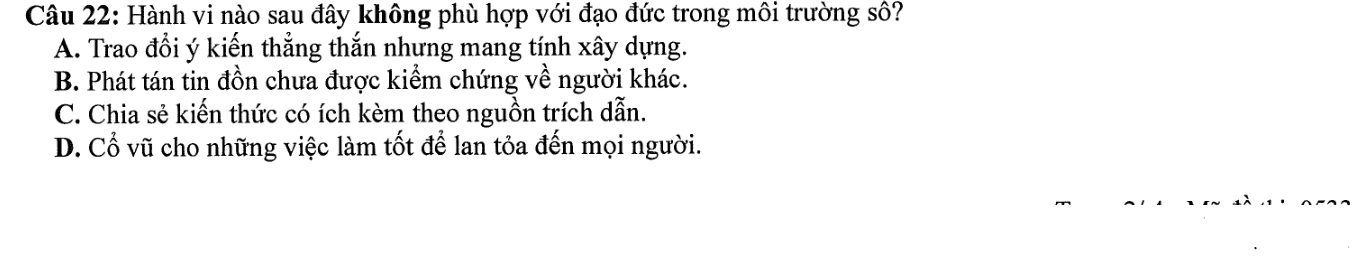 Câu 22: Hành vi nào sau đây không phù hợp với đạo đức trong môi trường số?
A. Trao đổi ý kiến thẳng thắn nhưng mang tính xây dựng.
B. Phát tán tin đồn chưa được kiểm chứng về người khác.
C. Chia sẻ kiến thức có ích kèm theo nguồn trích dẫn.
D. Cổ vũ cho những việc làm tốt để lan tỏa đến mọi người.